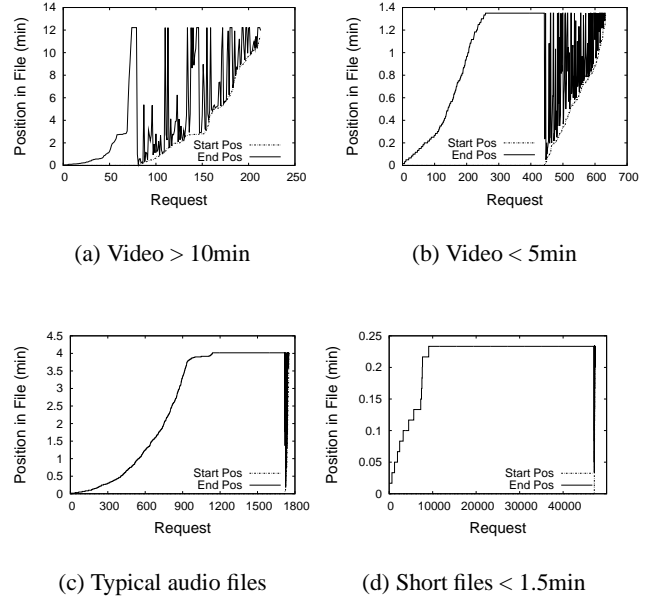 14
12
10
8
6
4
2
0
0 50 100 150 200 250
Position in File (min)
Request
Start Pos
End Pos
(a) Video > 10min
1.4
1.2
1
0.8
0.6
0.4
0.2
0
0 100 200 300 400 500 600 700
Position in File (min)
Request
Start Pos
End Pos
(b) Video < 5min
4.5
4
3.5
3
2.5
2
1.5
1
0.5
0
0 300 600 900 1200 1500 1800
Position in File (min)
Request
Start Pos
End Pos
(c) Typical audio files
0.25
0.2
0.15
0.1
0.05
0
0 10000 20000 30000 40000
Position in File (min)
Request
Start Pos
End Pos
(d) Short files < 1.5min